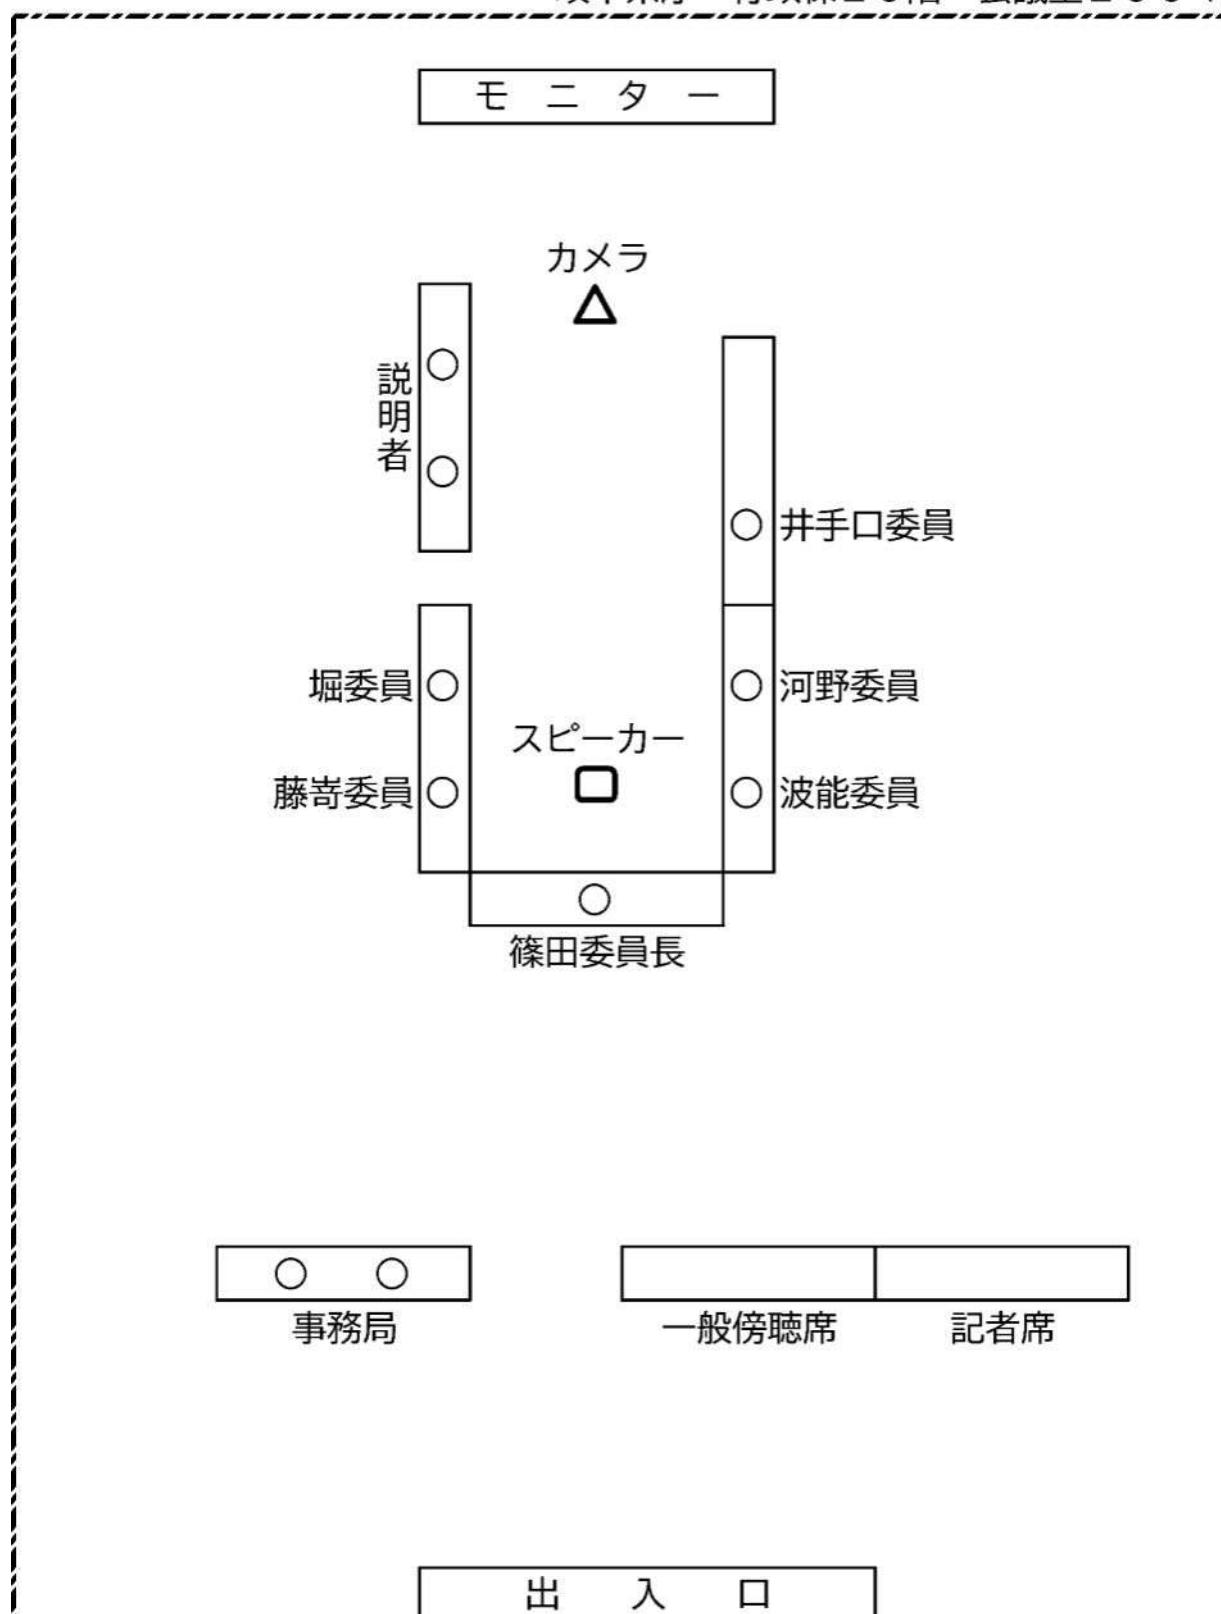 モニター
カメラ
説明者
井手口委員
堀委員
河野委員
スピーカー
藤嵜委員
波能委員
篠田委員長
事務局
一般傍聴席
記者席
出入口